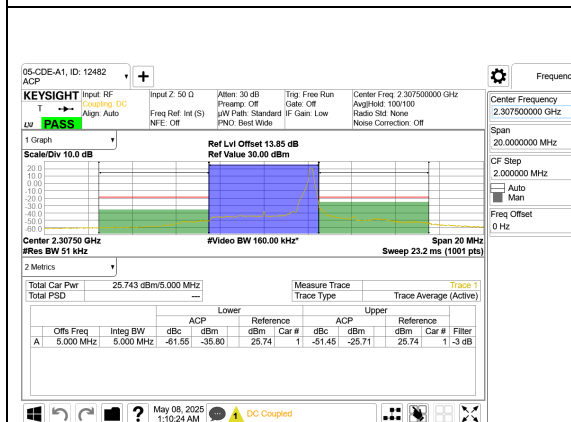 05-CDE-A1, ID: 12482
ACP
Frequenc
KEYSIGHT Input: RF Input Z: 50 Ω Atten: 30 dB Trig: Free Run Center Freq: 2.307500000 GHz
Coupling: DC Preamp: Off Gate: Off Avg|Hold: 100/100
Align: Auto Freq Ref: Int (S) µW Path: Standard IF Gain: Low Radio Std: None
PASS NFE: Off PNO: Best Wide Noise Correction: Off
Center Frequency
2.307500000 GHz
Span
20.0000000 MHz
CF Step
2.000000 MHz
Auto
Man
Freq Offset
0 Hz
1 Graph
Ref Lvl Offset 13.85 dB
Scale/Div 10.0 dB Ref Value 30.00 dBm
20.0
10.0
0.00
-10.0
-20.0
-30.0
-40.0
-50.0
-60.0
Center 2.30750 GHz #Video BW 160.00 kHz* Span 20 MHz
#Res BW 51 kHz Sweep 23.2 ms (1001 pts)
2 Metrics
Total Car Pwr 25.743 dBm/5.000 MHz Measure Trace Trace 1
Total PSD --- Trace Type Trace Average (Active)
Lower Upper
ACP Reference ACP Reference
Offs Freq Integ BW dBc dBm dBm Car # dBc dBm dBm Car # Filter
A 5.000 MHz 5.000 MHz -61.55 -35.80 25.74 1 -51.45 -25.71 25.74 1 -3 dB
? May 08, 2025
1:10:24 AM
1 DC Coupled